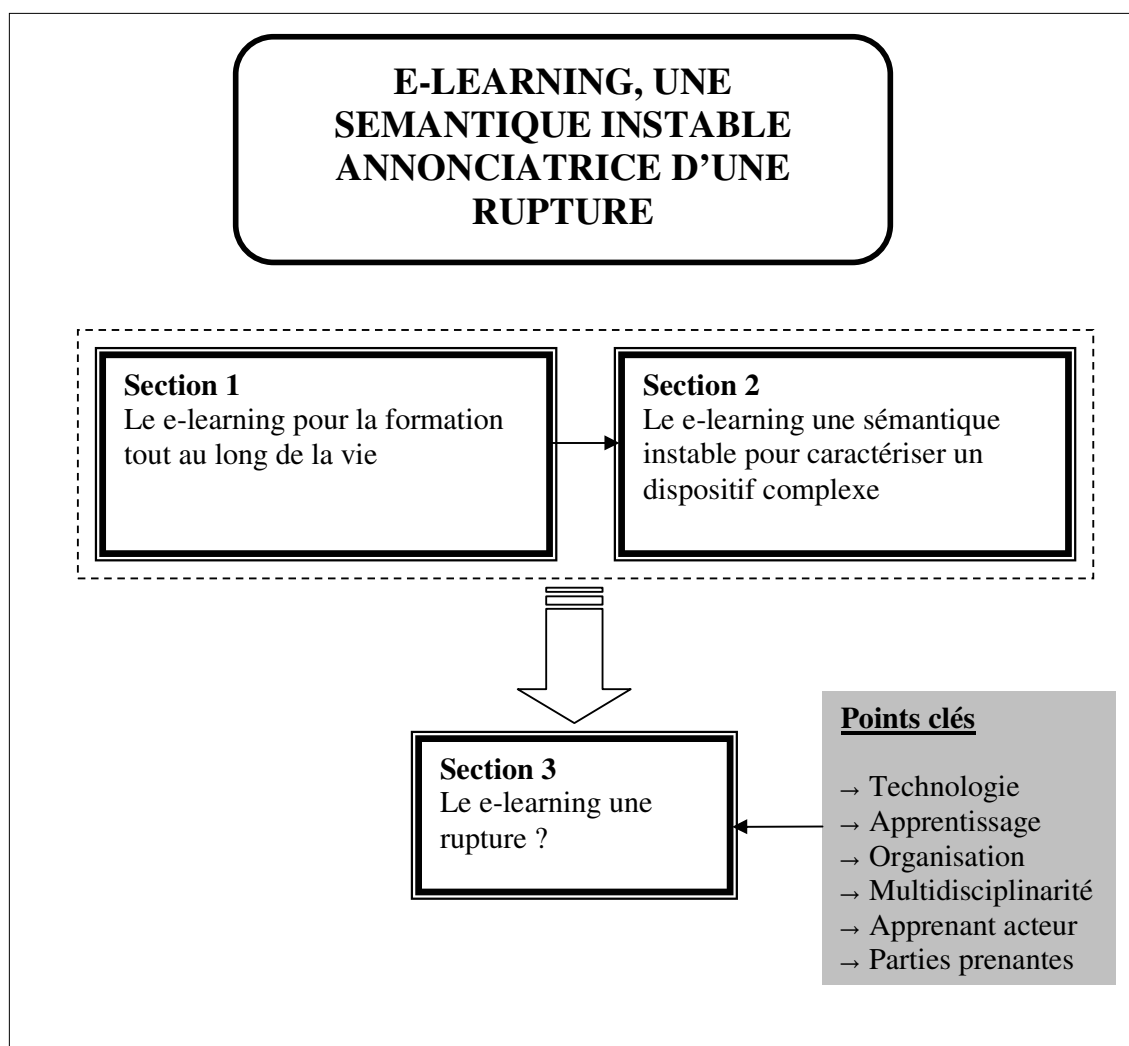 E-LEARNING, UNE
SEMANTIQUE INSTABLE
ANNONCIATRICE D’UNE
RUPTURE
Section 1
Le e-learning pour la formation
tout au long de la vie
Section 2
Le e-learning une sémantique
instable pour caractériser un
dispositif complexe
Section 3
Le e-learning une
rupture ?
Points clés
→ Technologie
→ Apprentissage
→ Organisation
→ Multidisciplinarité
→ Apprenant acteur
→ Parties prenantes